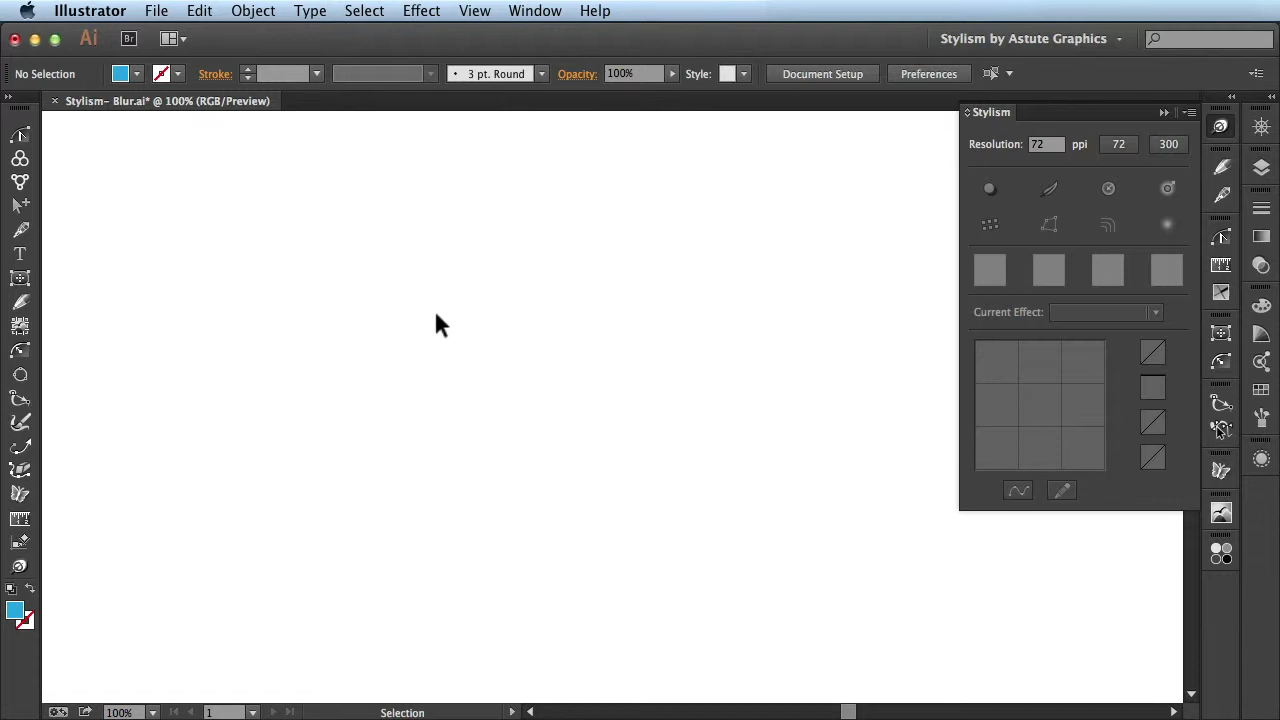 Illustrator File Edit Object Type Select Effect View Window Help
Ai Br Stylism by Astute Graphics
No Selection Stroke: 3 pt. Round Opacity: 100% Style: Document Setup Preferences
× Stylism- Blur.ai* @ 100% (RGB/Preview)
Stylism
Resolution: 72 ppi 72 300
Current Effect:
T
100% 1 Selection